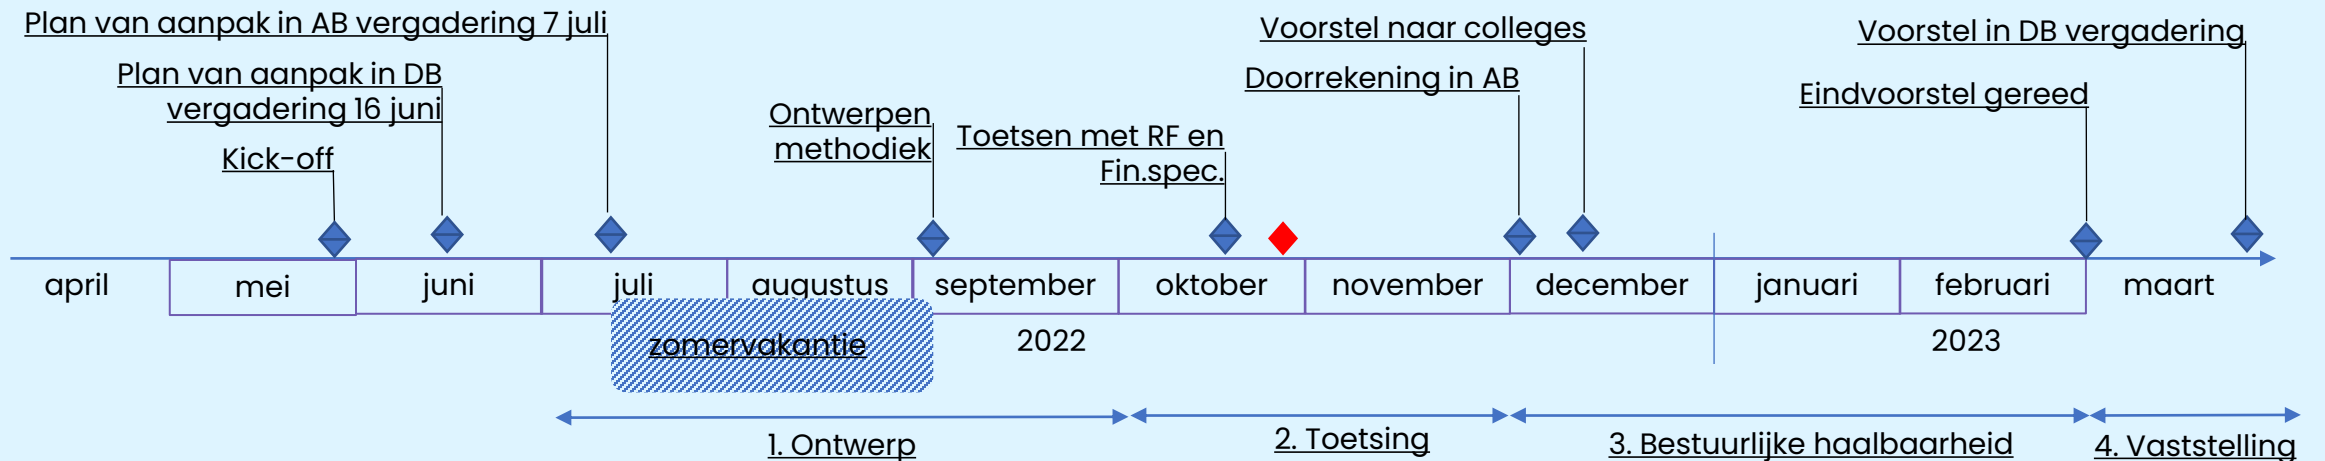 Plan van aanpak in AB vergadering 7 juli
Plan van aanpak in DB
vergadering 16 juni
Kick-off
Ontwerpen
methodiek
Toetsen met RF en
Fin.spec.
Voorstel naar colleges
Doorrekening in AB
Voorstel in DB vergadering
Eindvoorstel gereed
april
mei
juni
juli
augustus
september
oktober
november
december
januari
februari
maart
zomervakantie
2022
2023
1. Ontwerp
2. Toetsing
3. Bestuurlijke haalbaarheid
4. Vaststelling